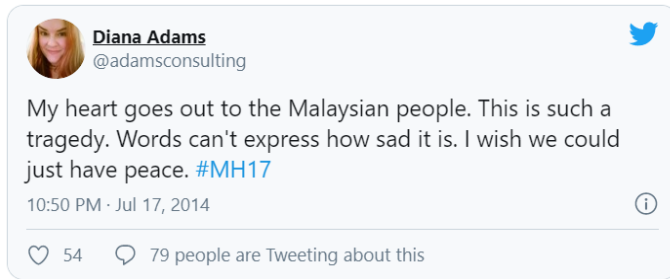 Diana Adams
@adamsconsulting
My heart goes out to the Malaysian people. This is such a
tragedy. Words can't express how sad it is. I wish we could
just have peace. #MH17
10:50 PM · Jul 17, 2014
54 79 people are Tweeting about this